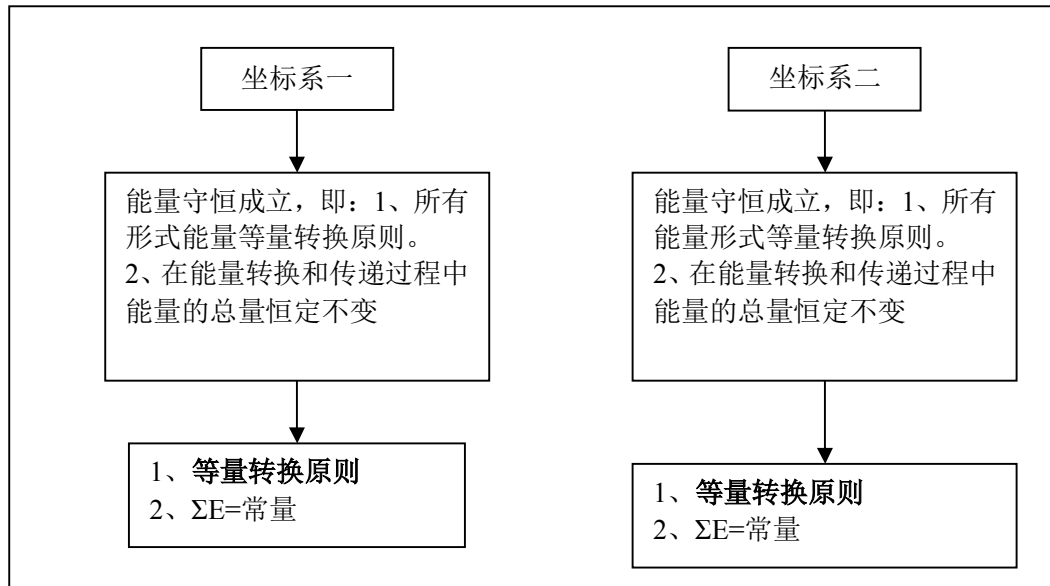 坐标系一
能量守恒成立，即：1、所有
形式能量等量转换原则。
2、在能量转换和传递过程中
能量的总量恒定不变
1、等量转换原则
2、ΣE=常量
坐标系二
能量守恒成立，即：1、所有
能量形式等量转换原则。
2、在能量转换和传递过程中
能量的总量恒定不变
1、等量转换原则
2、ΣE=常量